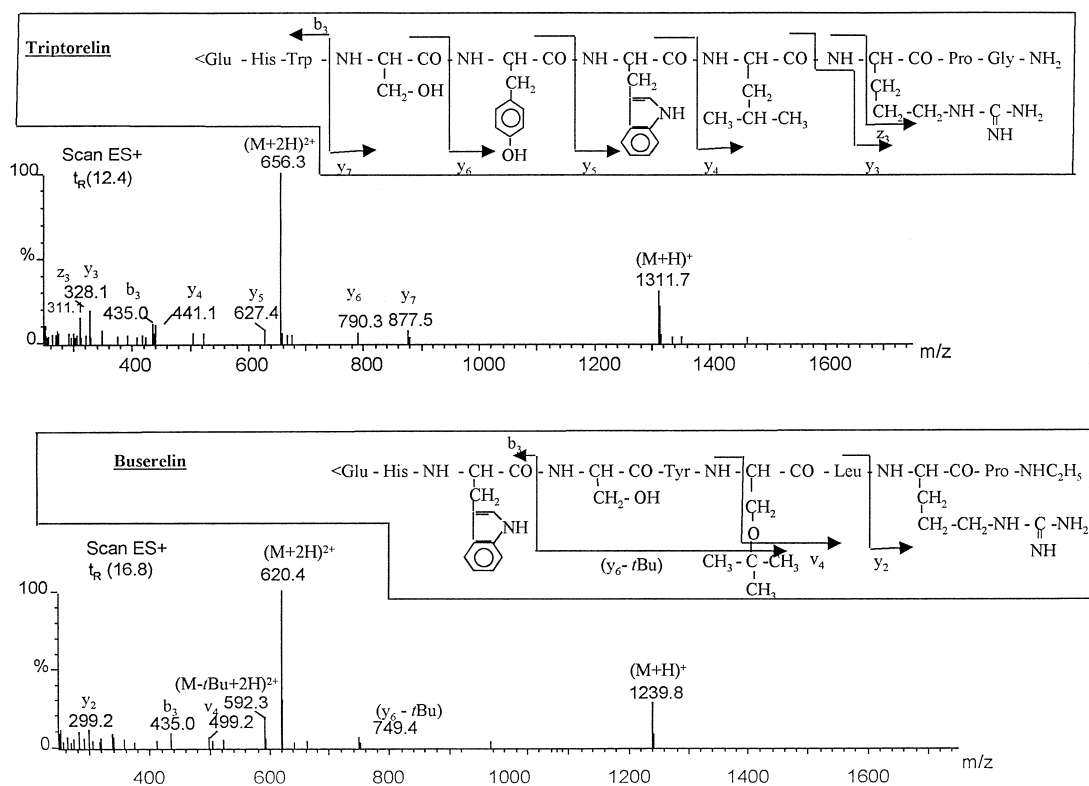 Triptorelin
b3
<Glu - His -Trp - NH - CH - CO - NH - CH - CO - NH - CH - CO - NH - CH - CO - NH - CH - CO - Pro - Gly - NH2
CH2- OH
CH2
CH2
CH2
CH2
OH
NH
CH3 -CH-CH3
CH2-CH2-NH - C -NH2
NH
z3
y7
y6
y5
y4
y3
Scan ES+
tR(12.4)
(M+2H)2+
656.3
100
%
0
z3
311.1
y3
328.1
b3
435.0
y4
441.1
y5
627.4
y6
790.3
y7
877.5
(M+H)+
1311.7
400 600 800 1000 1200 1400 1600
m/z
Buserelin
b3
<Glu - His - NH - CH - CO - NH - CH - CO -Tyr - NH - CH - CO - Leu - NH - CH -CO- Pro -NHC2H5
CH2
CH2 - OH
CH2
CH2
NH
O
CH2-CH2-NH - C -NH2
NH
CH3-C-CH3
CH3
(y6- tBu)
v4
y2
Scan ES+
tR (16.8)
(M+2H)2+
620.4
100
%
0
y2
299.2
b3
435.0
v4
499.2
(M-tBu+2H)2+
592.3
(y6 - tBu)
749.4
(M+H)+
1239.8
400 600 800 1000 1200 1400 1600
m/z